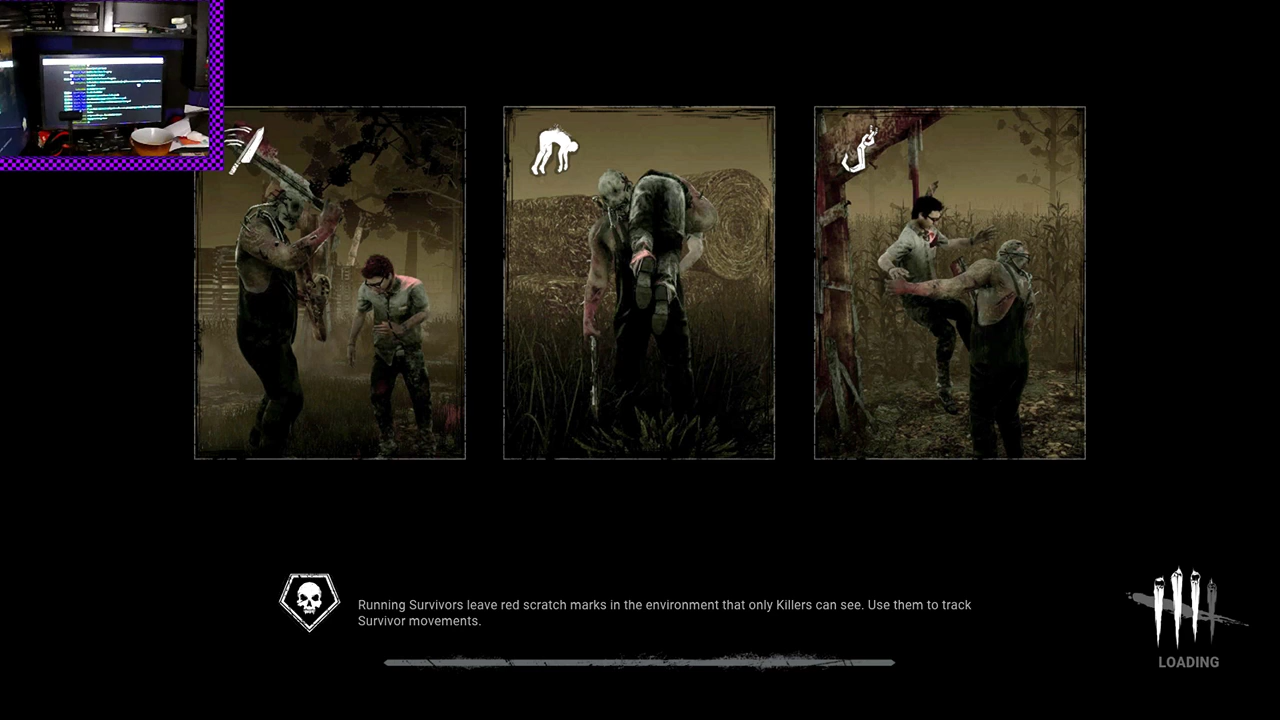 Running Survivors leave red scratch marks in the environment that only Killers can see. Use them to track
Survivor movements.
LOADING